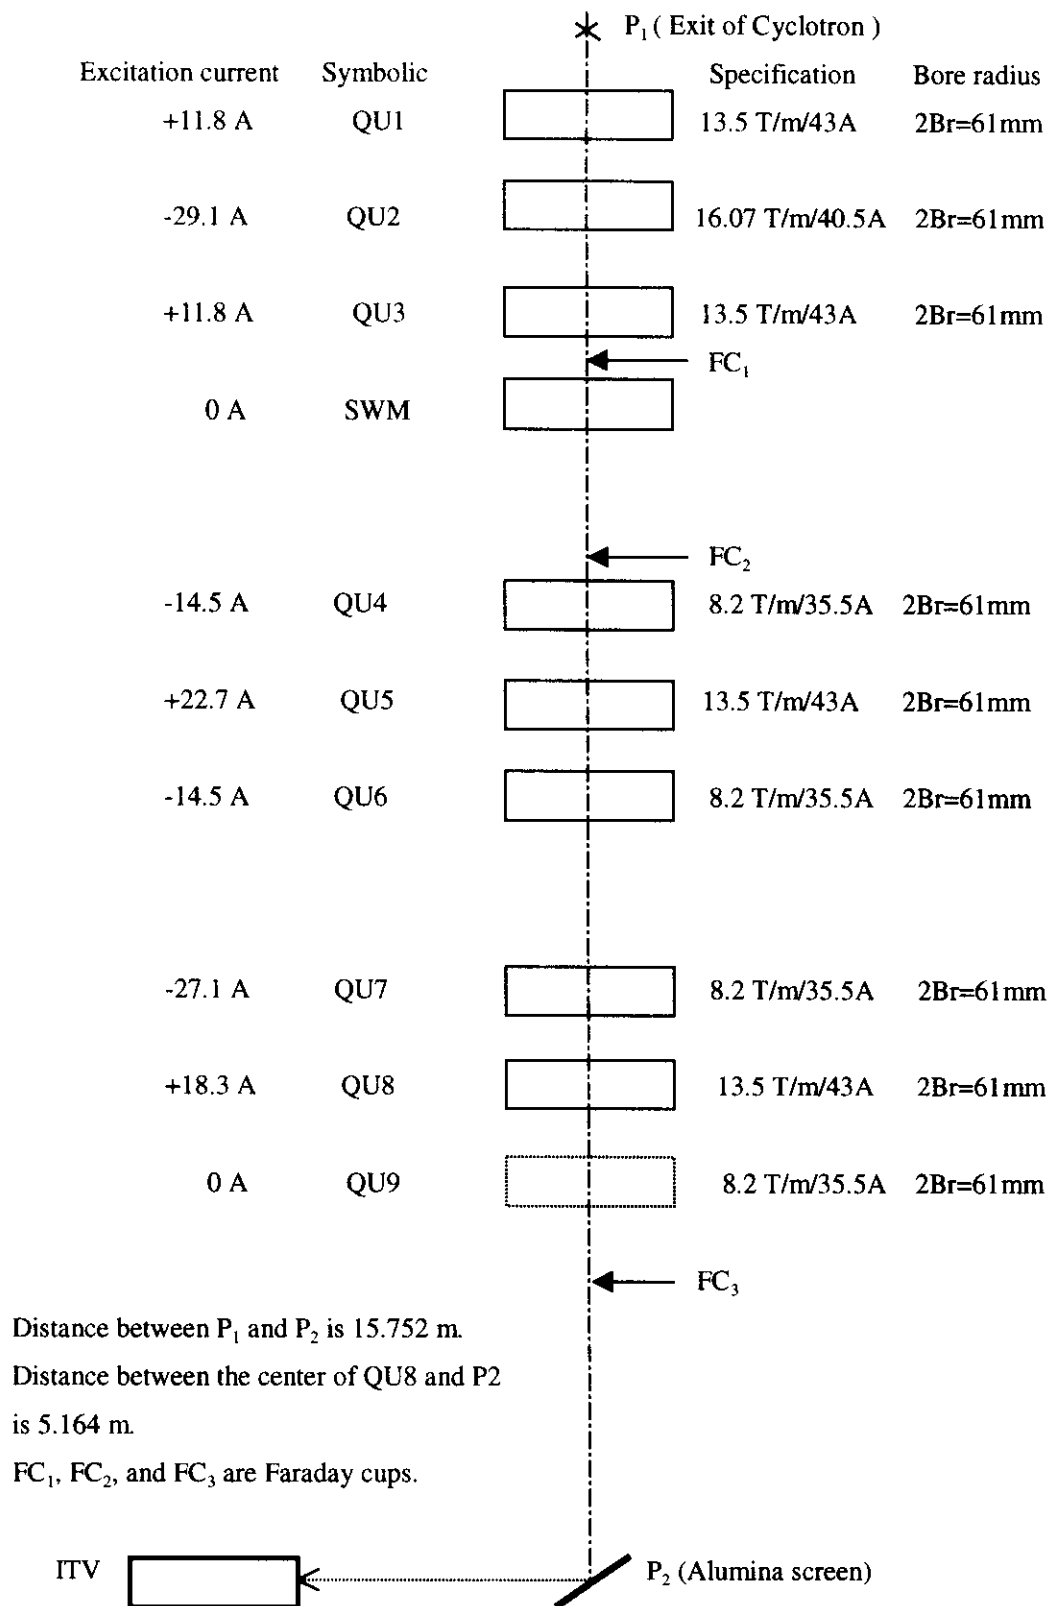 P₁ ( Exit of Cyclotron )
Excitation current Symbolic Specification Bore radius
+11.8 A QU1 13.5 T/m/43A 2Br=61mm
-29.1 A QU2 16.07 T/m/40.5A 2Br=61mm
+11.8 A QU3 13.5 T/m/43A 2Br=61mm
FC₁
0 A SWM
FC₂
-14.5 A QU4 8.2 T/m/35.5A 2Br=61mm
+22.7 A QU5 13.5 T/m/43A 2Br=61mm
-14.5 A QU6 8.2 T/m/35.5A 2Br=61mm
-27.1 A QU7 8.2 T/m/35.5A 2Br=61mm
+18.3 A QU8 13.5 T/m/43A 2Br=61mm
0 A QU9 8.2 T/m/35.5A 2Br=61mm
FC₃
Distance between P₁ and P₂ is 15.752 m.
Distance between the center of QU8 and P2
is 5.164 m.
FC₁, FC₂, and FC₃ are Faraday cups.
ITV P₂ (Alumina screen)